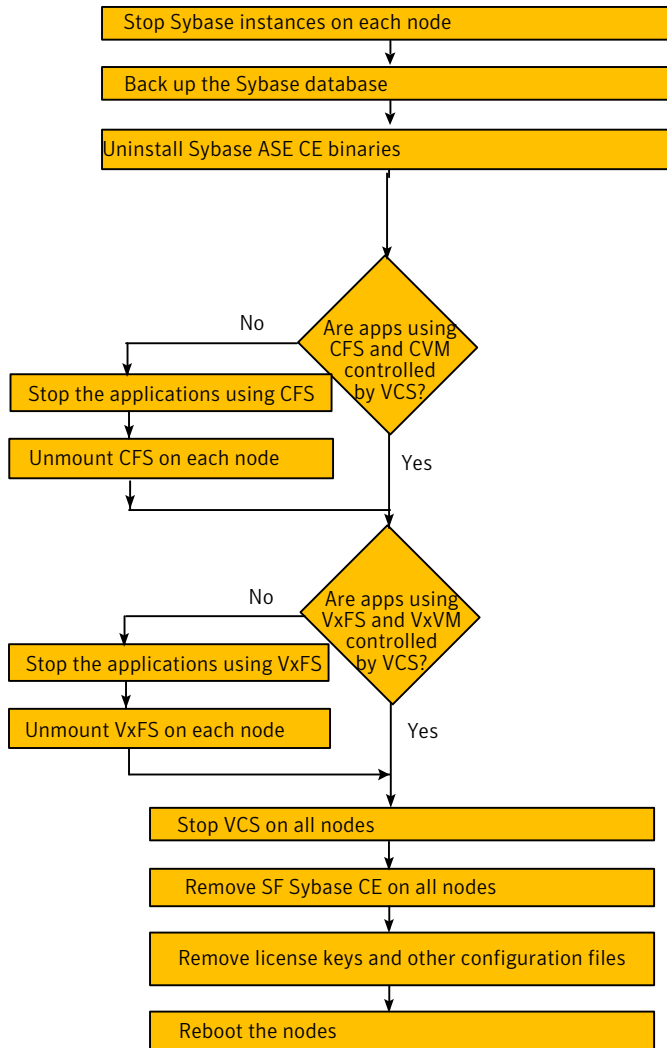 Stop Sybase instances on each node
Back up the Sybase database
Uninstall Sybase ASE CE binaries
Are apps using
CFS and CVM
controlled
by VCS?
No
Stop the applications using CFS
Unmount CFS on each node
Yes
Are apps using
VxFS and VxVM
controlled
by VCS?
No
Stop the applications using VxFS
Unmount VxFS on each node
Yes
Stop VCS on all nodes
Remove SF Sybase CE on all nodes
Remove license keys and other configuration files
Reboot the nodes